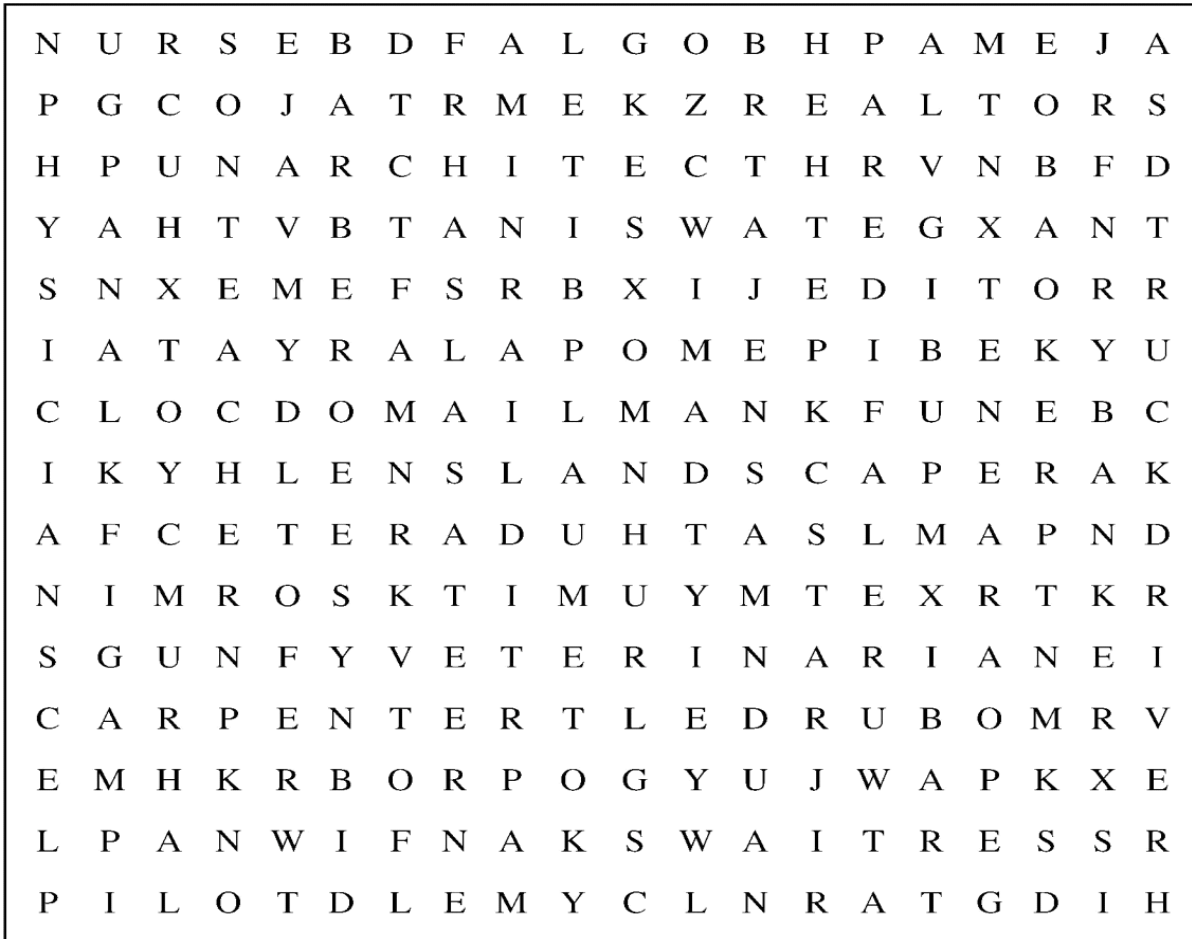 N U R S E B D F A L G O B H P A M E J A
P G C O J A T R M E K Z R E A L T O R S
H P U N A R C H I T E C T H R V N B F D
Y A H T V B T A N I S W A T E G X A N T
S N X E M E F S R B X I J E D I T O R R
I A T A Y R A L A P O M E P I B E K Y U
C L O C D O M A I L M A N K F U N E B C
I K Y H L E N S L A N D S C A P E R A K
A F C E T E R A D U H T A S L M A P N D
N I M R O S K T I M U Y M T E X R T K R
S G U N F Y V E T E R I N A R I A N E I
C A R P E N T E R T L E D R U B O M R V
E M H K R B O R P O G Y U J W A P K X E
L P A N W I F N A K S W A I T R E S S R
P I L O T D L E M Y C L N R A T G D I H